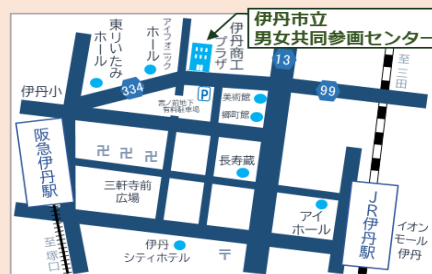 伊丹市立
男女共同参画センター
東リいたみ
ホール
アイフォニック
ホール
伊丹商工
プラザ
13
至三田
伊丹小
334
P
宮ノ前地下
有料駐車場
美術館
郷町館
99
阪急伊丹駅
卍 卍 卍
長寿蔵
三軒寺前
広場
アイ
ホール
JR伊丹駅
イオン
モール
伊丹
至塚口
伊丹
シティホテル
〒